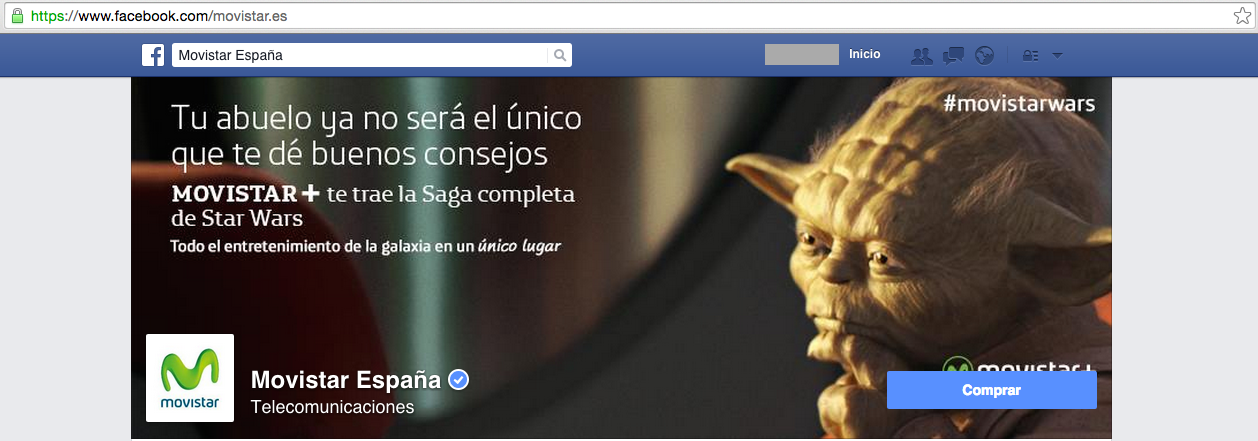 https://www.facebook.com/movistar.es
f
Movistar España
Inicio
#movistarwars
Tu abuelo ya no será el único
que te dé buenos consejos
MOVISTAR+ te trae la Saga completa
de Star Wars
Todo el entretenimiento de la galaxia en un único lugar
movistar+
movistar
Movistar España
Telecomunicaciones
Comprar